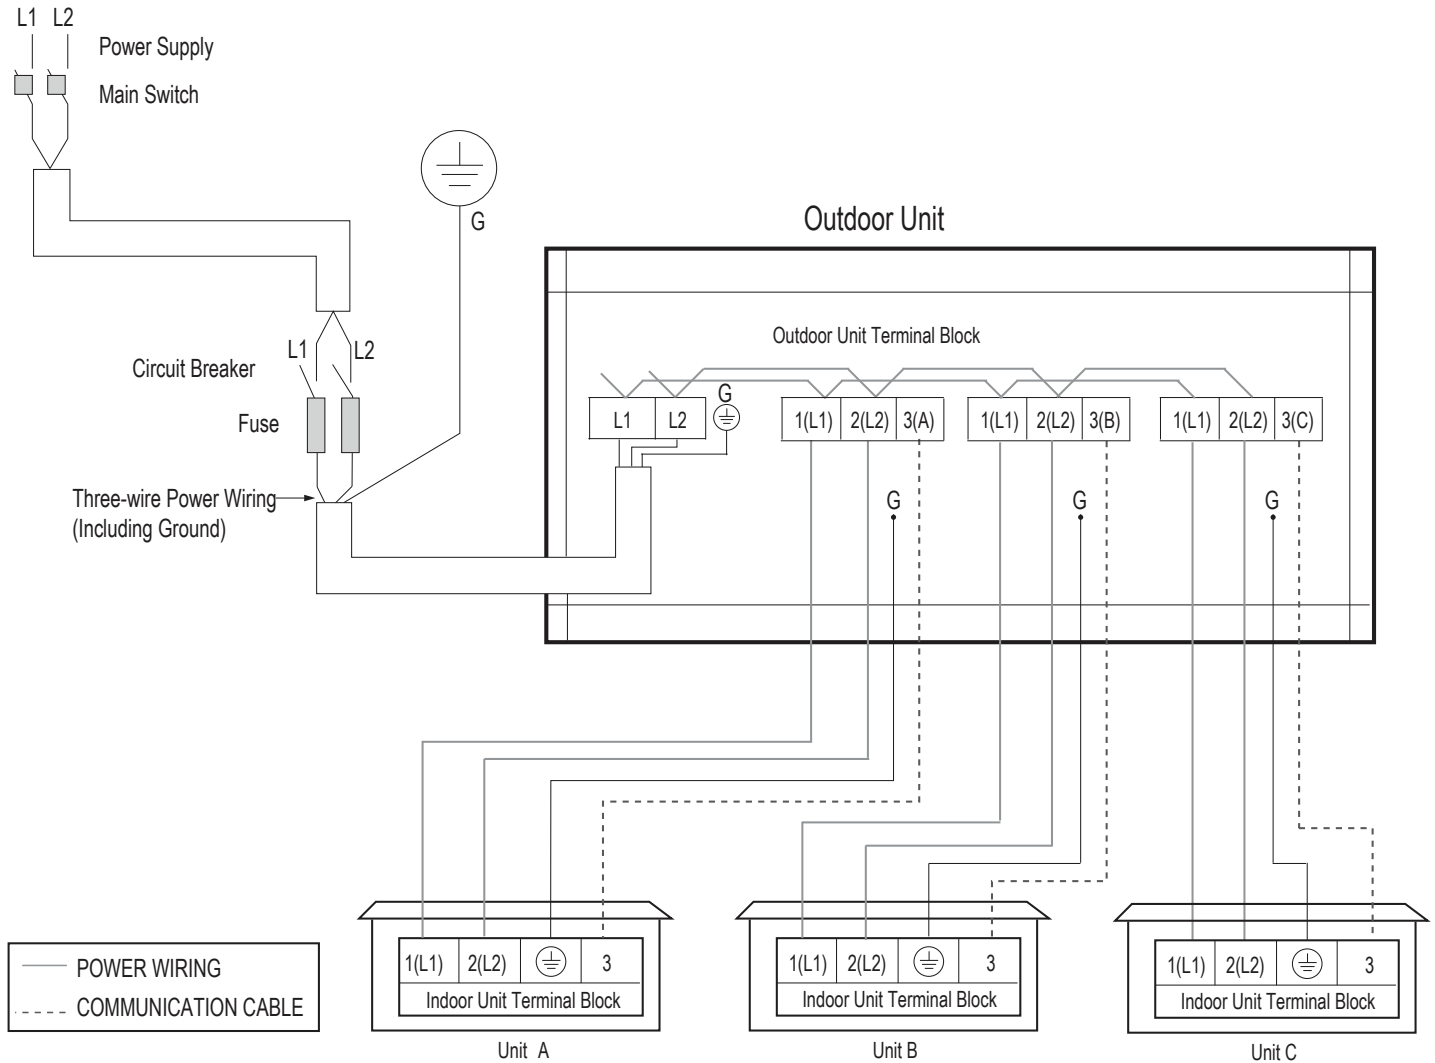 L1 L2
Power Supply
Main Switch
G
Outdoor Unit
Outdoor Unit Terminal Block
L1 L2
Circuit Breaker
Fuse
L1 L2 G
1(L1) 2(L2) 3(A)
1(L1) 2(L2) 3(B)
1(L1) 2(L2) 3(C)
Three-wire Power Wiring
(Including Ground)
G
G
G
POWER WIRING
COMMUNICATION CABLE
1(L1) 2(L2) 3
Indoor Unit Terminal Block
Unit A
1(L1) 2(L2) 3
Indoor Unit Terminal Block
Unit B
1(L1) 2(L2) 3
Indoor Unit Terminal Block
Unit C